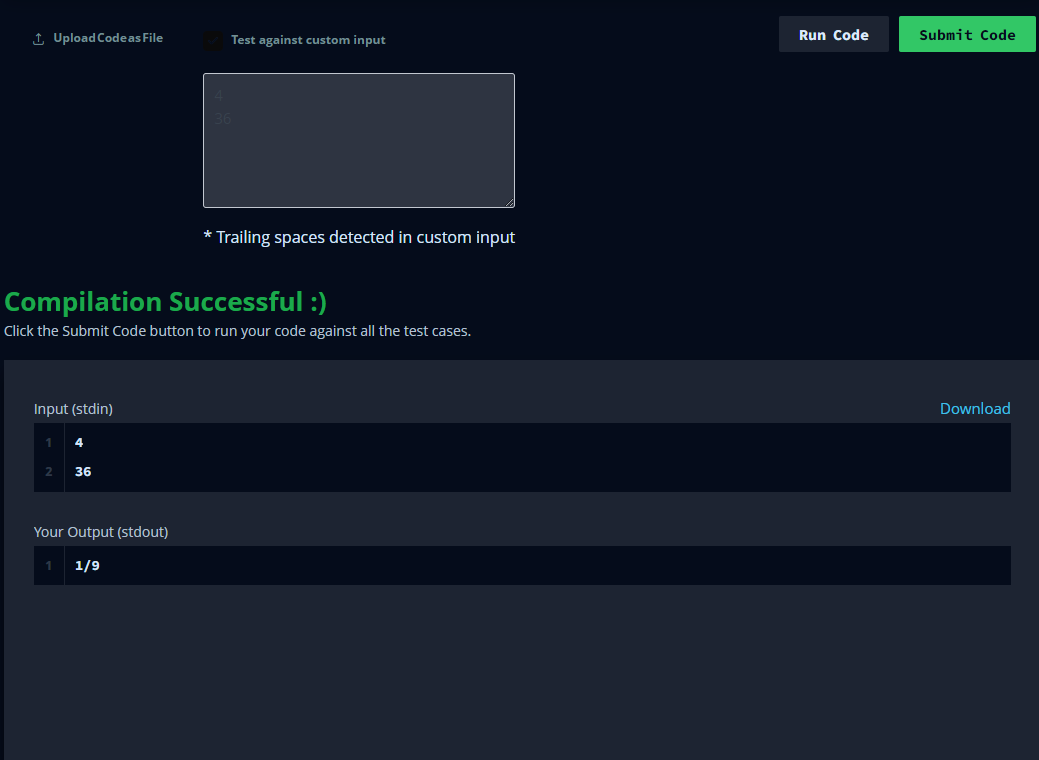 Upload Code as File
Test against custom input
Run Code
Submit Code
4
36
* Trailing spaces detected in custom input
Compilation Successful :)
Click the Submit Code button to run your code against all the test cases.
Input (stdin)
Download
1 4
2 36
Your Output (stdout)
1 1/9